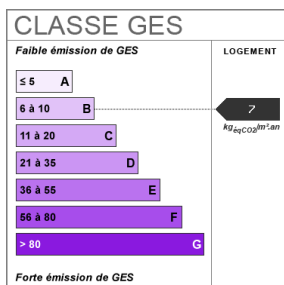 CLASSE GES
Faible émission de GES
LOGEMENT
≤ 5 A
6 à 10 B
7
kgéqCO2/m².an
11 à 20 C
21 à 35 D
36 à 55 E
56 à 80 F
> 80 G
Forte émission de GES